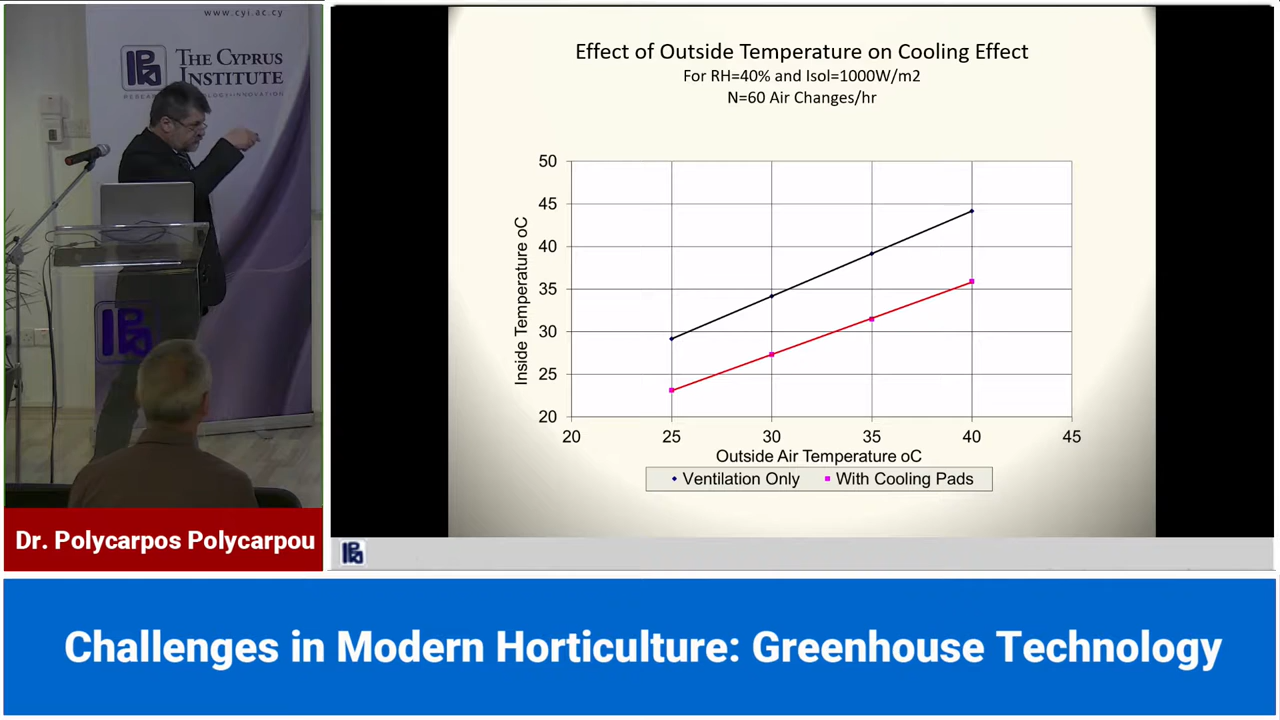 www.cyi.ac.cy
THE CYPRUS
INSTITUTE
Effect of Outside Temperature on Cooling Effect
For RH=40% and Isol=1000W/m2
N=60 Air Changes/hr
50
45
40
35
30
25
20
Inside Temperature oC
20 25 30 35 40 45
Outside Air Temperature oC
Ventilation Only With Cooling Pads
Dr. Polycarpos Polycarpou
Challenges in Modern Horticulture: Greenhouse Technology